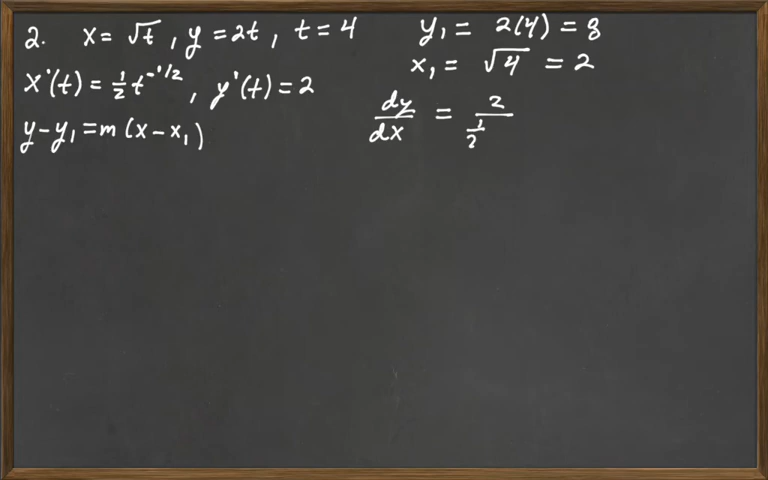 2. x = √t , y = 2t , t = 4
x'(t) = 1/2 t^-1/2 , y'(t) = 2
y - y₁ = m (x - x₁)
y₁ = 2(4) = 8
x₁ = √4 = 2
dy/dx = 2 / 1/2